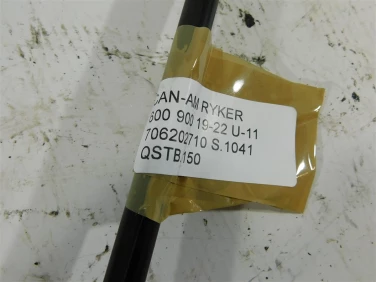 CAN-AM RYKER
600 900 19-22 U-11
706202710 S.1041
QSTB150